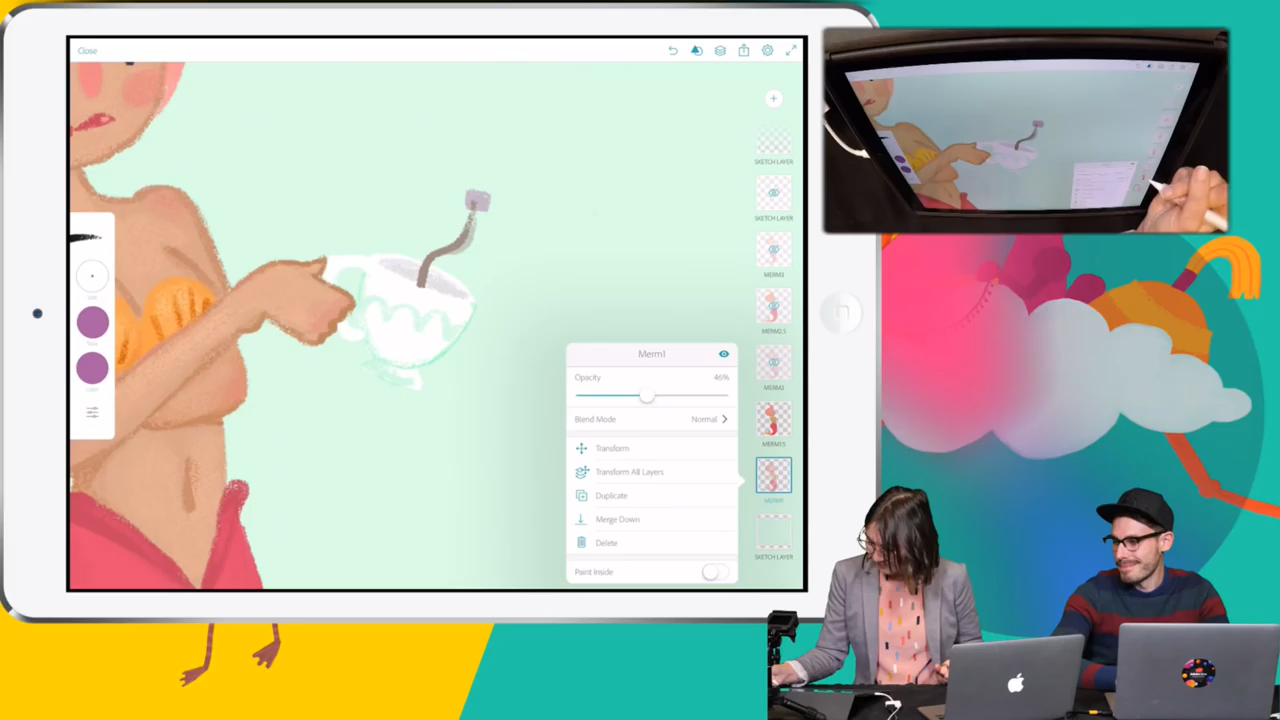 Close
SKETCH LAYER
SKETCH LAYER
MERM3
MERM2.5
MERM2
MERM1.5
MERM1
SKETCH LAYER
Merm1
Opacity 46%
Blend Mode Normal
Transform
Transform All Layers
Duplicate
Merge Down
Delete
Paint Inside